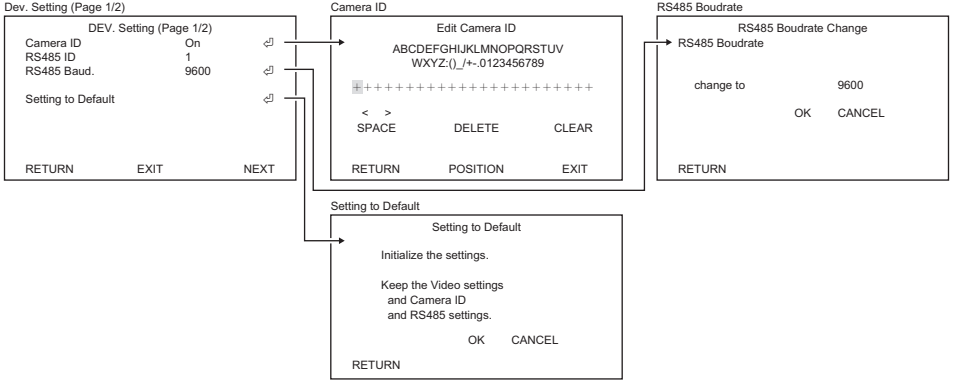 Dev. Setting (Page 1/2)
DEV. Setting (Page 1/2)
Camera ID On ⏎
RS485 ID 1
RS485 Baud. 9600 ⏎
Setting to Default ⏎
RETURN EXIT NEXT
Camera ID
Edit Camera ID
ABCDEFGHIJKLMNOPQRSTUV
WXYZ:()_/+-.0123456789
++++++++++++++++++++++
< >
SPACE DELETE CLEAR
RETURN POSITION EXIT
RS485 Boudrate
RS485 Boudrate Change
RS485 Boudrate
change to 9600
OK CANCEL
RETURN
Setting to Default
Setting to Default
Initialize the settings.
Keep the Video settings
and Camera ID
and RS485 settings.
OK CANCEL
RETURN